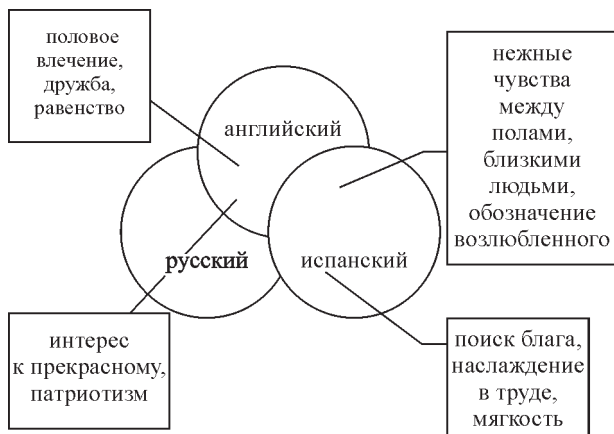 половое
влечение,
дружба,
равенство
нежные
чувства
между
полами,
близкими
людьми,
обозначение
возлюбленного
английский
русский
испанский
интерес
к прекрасному,
патриотизм
поиск блага,
наслаждение
в труде,
мягкость